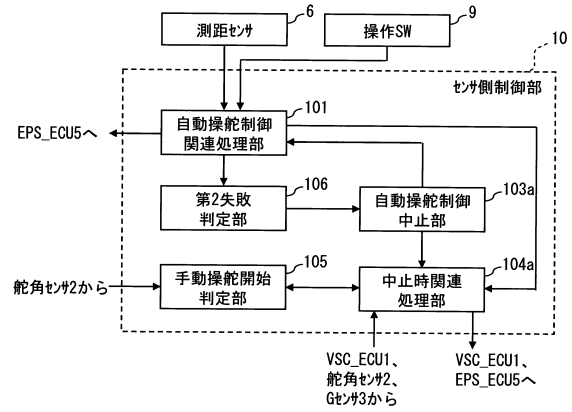 6
測距ｾﾝｻ
9
操作SW
10
ｾﾝｻ側制御部
101
自動操舵制御
関連処理部
EPS_ECU5へ
106
第2失敗
判定部
103a
自動操舵制御
中止部
105
手動操舵開始
判定部
舵角ｾﾝｻ2から
104a
中止時関連
処理部
VSC_ECU1、
舵角ｾﾝｻ2、
Gｾﾝｻ3から
VSC_ECU1、
EPS_ECU5へ